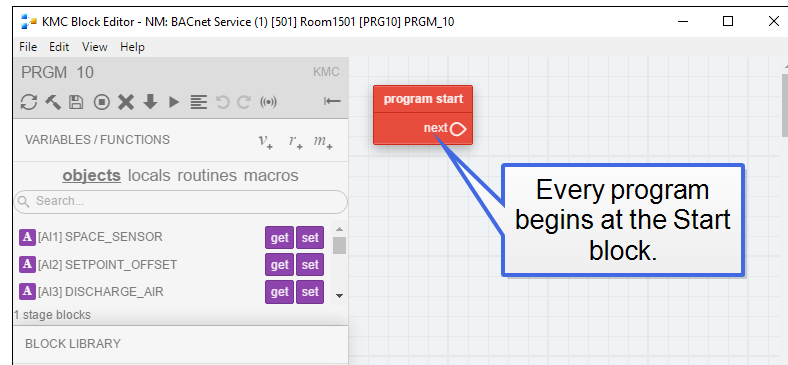 KMC Block Editor - NM: BACnet Service (1) [501] Room1501 [PRG10] PRGM_10
File Edit View Help
PRGM 10 KMC
VARIABLES / FUNCTIONS v+ r+ m+
objects locals routines macros
Search...
A [AI1] SPACE_SENSOR get set
A [AI2] SETPOINT_OFFSET get set
A [AI3] DISCHARGE_AIR get set
1 stage blocks
BLOCK LIBRARY
program start
next
Every program
begins at the Start
block.